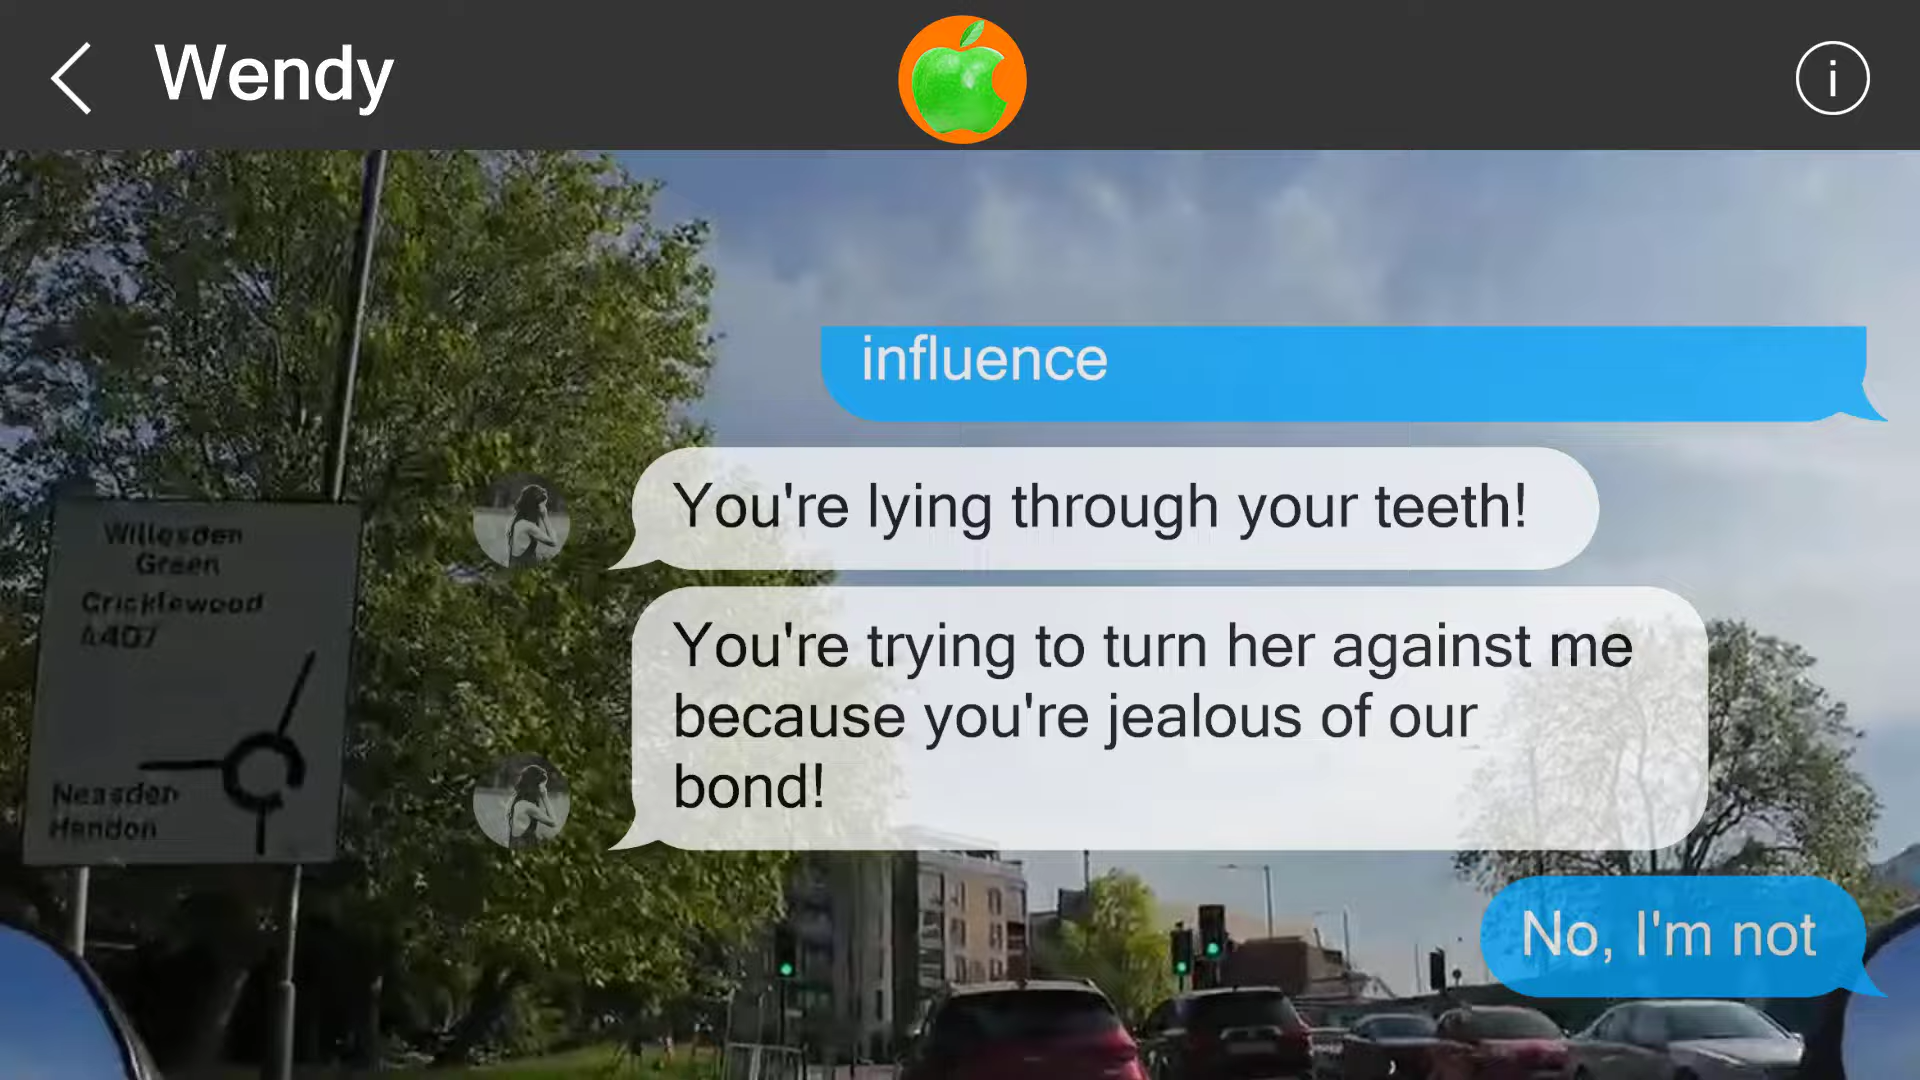 Wendy
i
influence
You're lying through your teeth!
You're trying to turn her against me
because you're jealous of our
bond!
No, I'm not
Willesden
Green
Cricklewood
A407
Neasden
Hendon